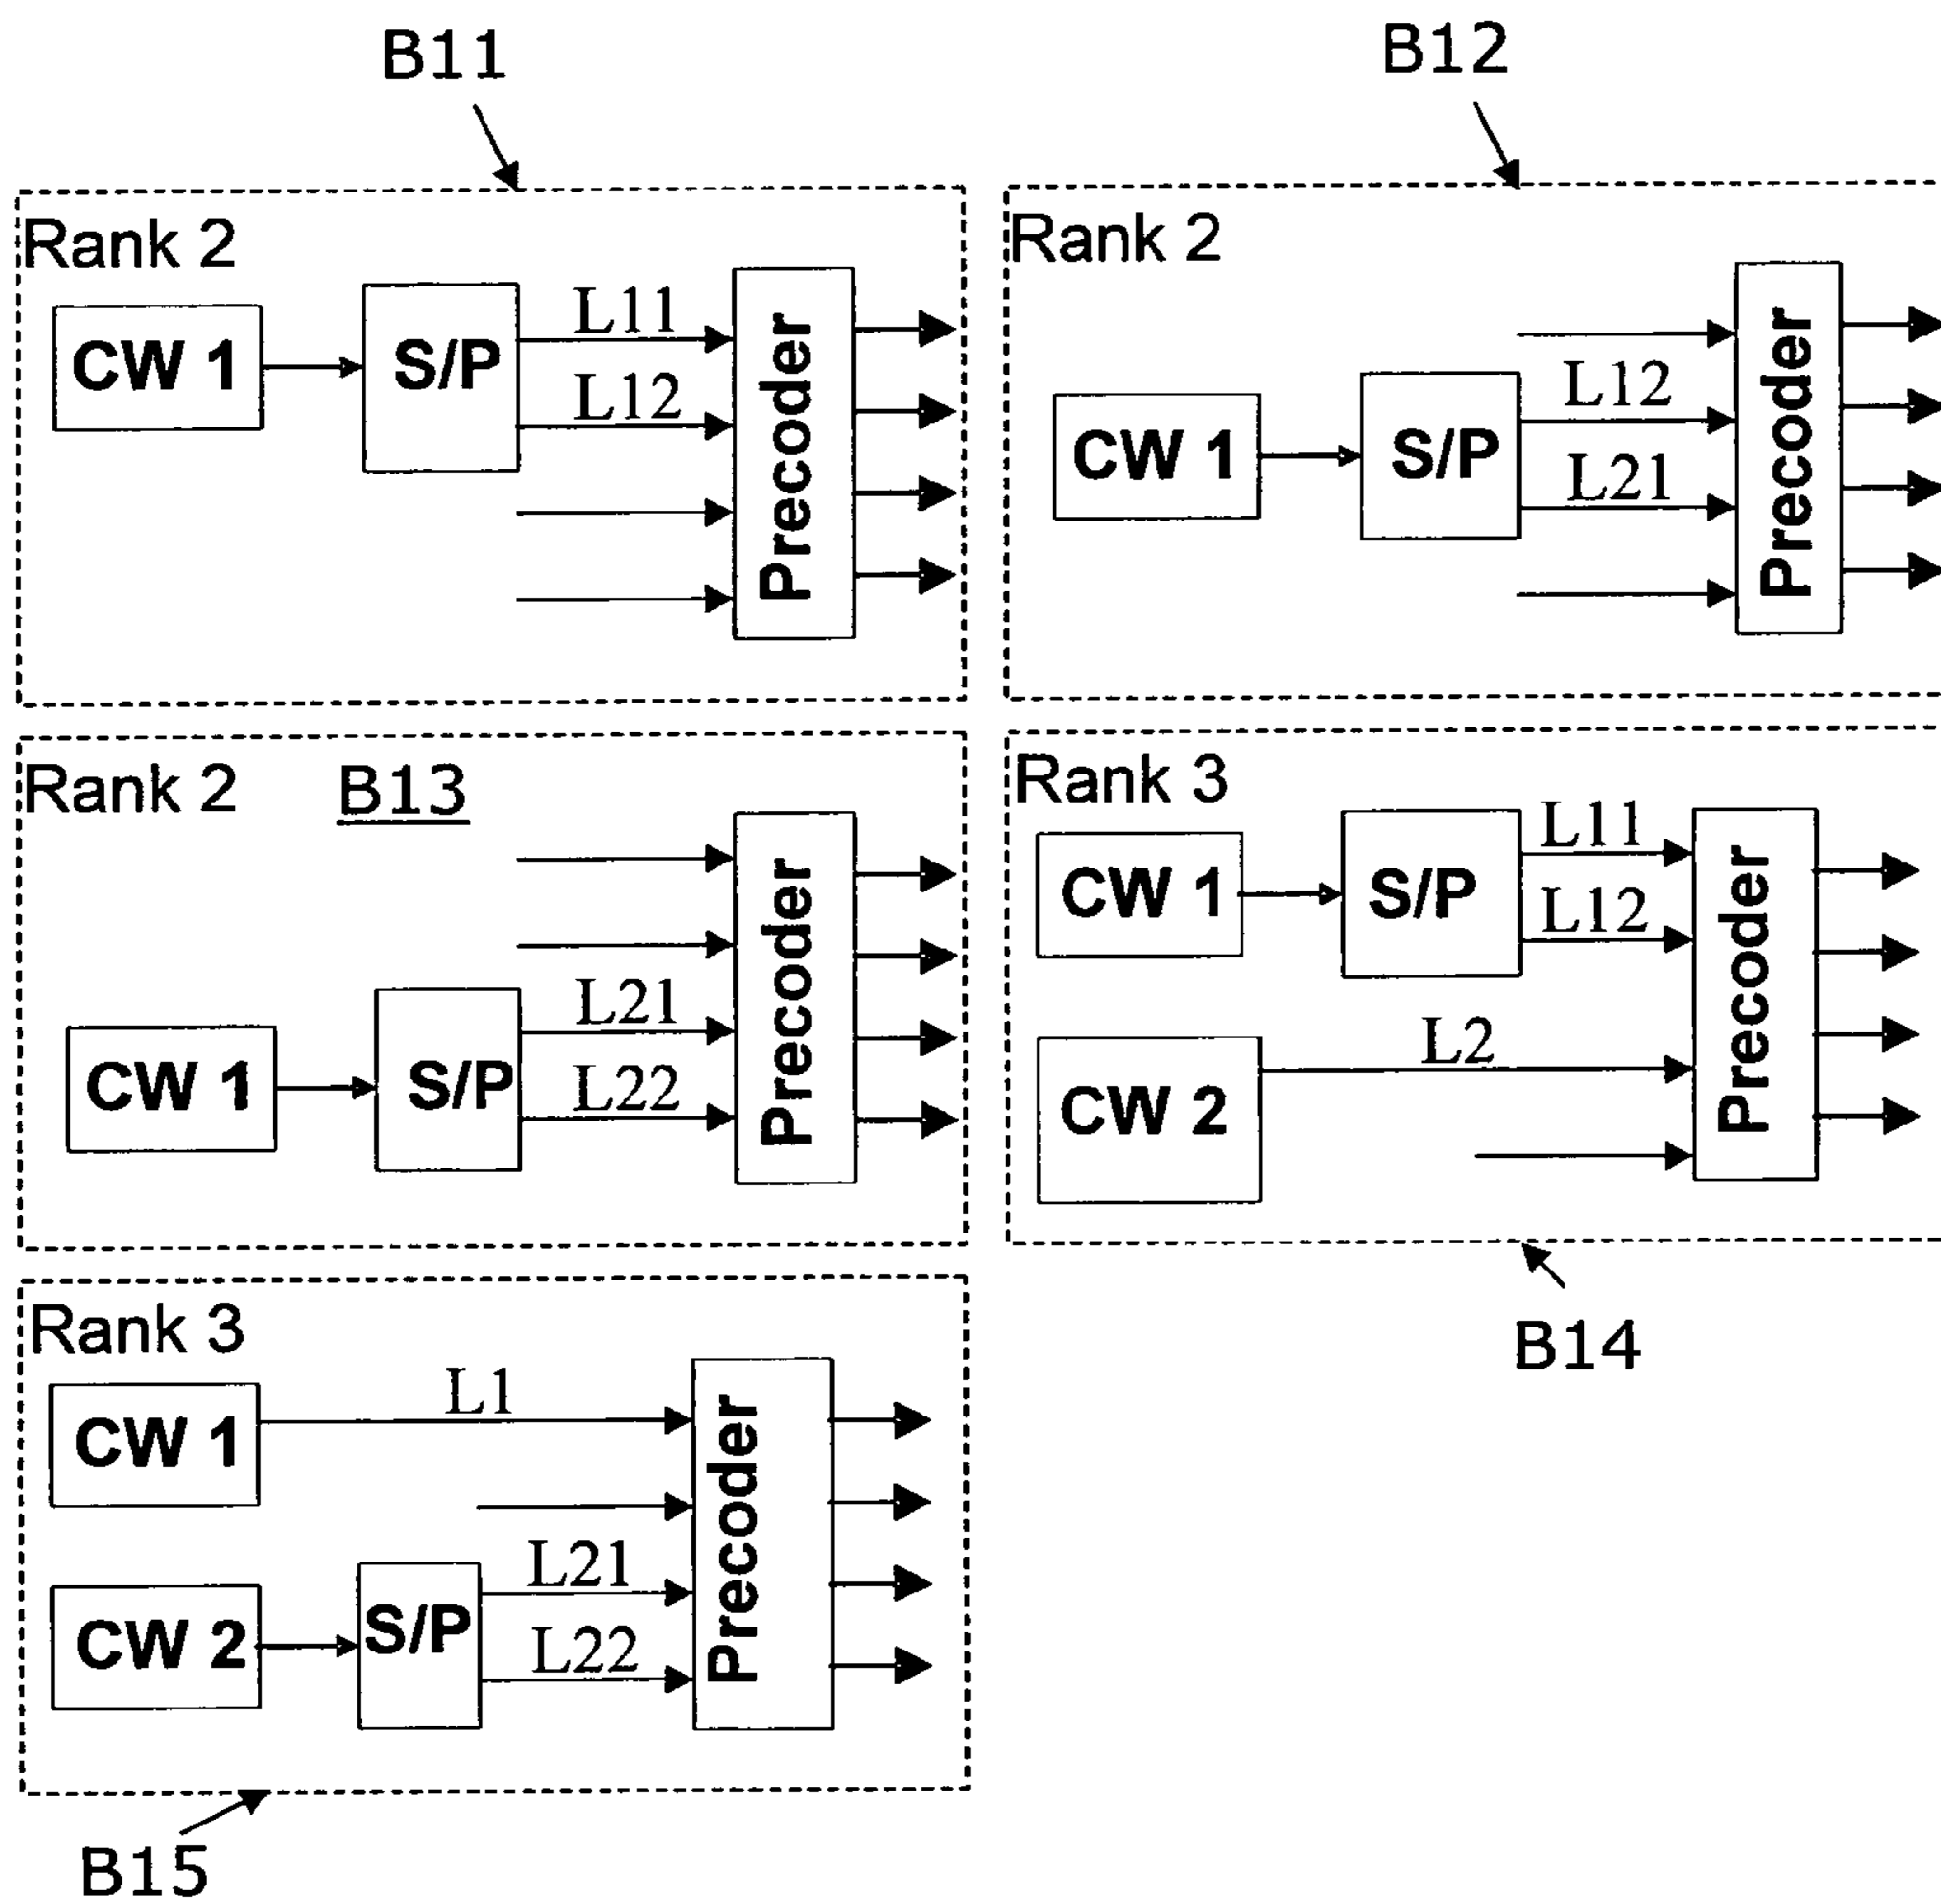 B11
B12
Rank 2
CW 1
S/P
L11
L12
Precoder
Rank 2
CW 1
S/P
L12
L21
Precoder
Rank 2
B13
CW 1
S/P
L21
L22
Precoder
Rank 3
CW 1
S/P
L11
L12
CW 2
L2
Precoder
B14
Rank 3
CW 1
L1
CW 2
S/P
L21
L22
Precoder
B15